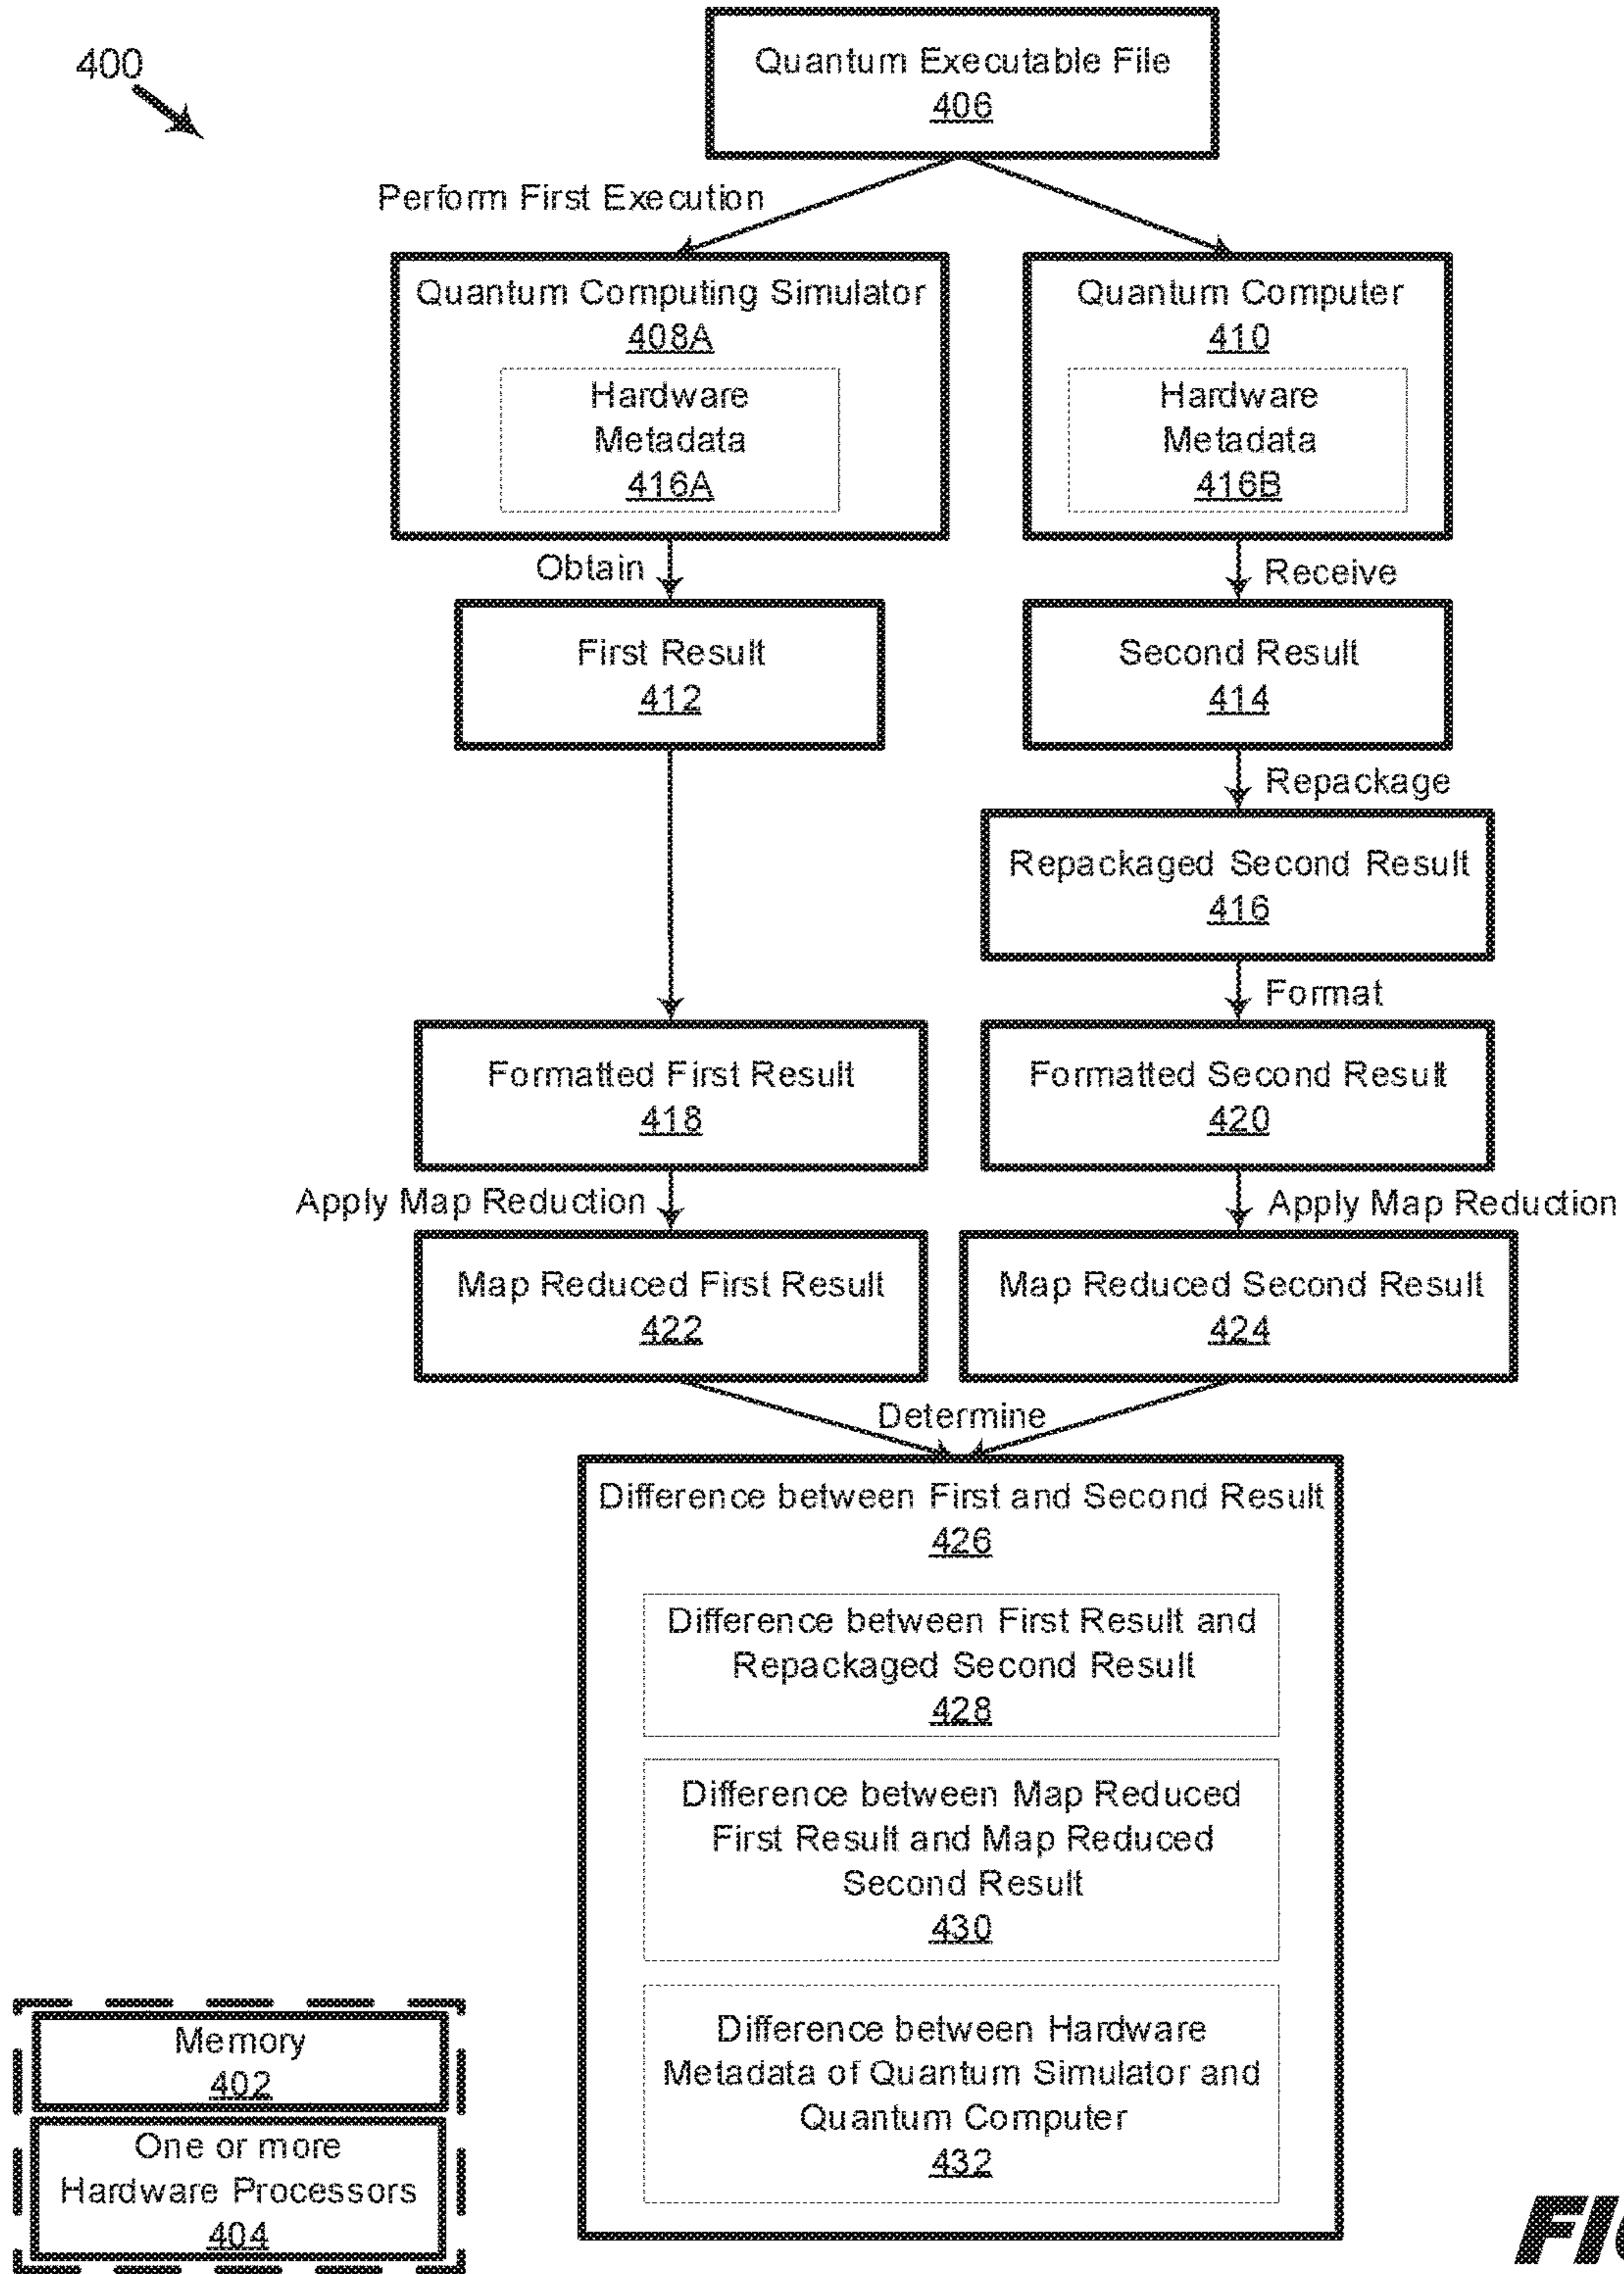 400
Quantum Executable File
406
Perform First Execution
Quantum Computing Simulator
408A
Hardware
Metadata
416A
Quantum Computer
410
Hardware
Metadata
416B
Obtain
Receive
First Result
412
Second Result
414
Repackage
Repackaged Second Result
416
Format
Formatted First Result
418
Formatted Second Result
420
Apply Map Reduction
Apply Map Reduction
Map Reduced First Result
422
Map Reduced Second Result
424
Determine
Difference between First and Second Result
426
Difference between First Result and
Repackaged Second Result
428
Difference between Map Reduced
First Result and Map Reduced
Second Result
430
Difference between Hardware
Metadata of Quantum Simulator and
Quantum Computer
432
Memory
402
One or more
Hardware Processors
404